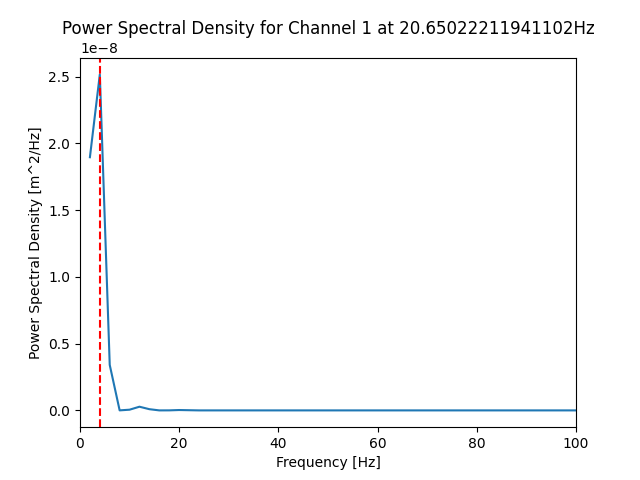 Power Spectral Density for Channel 1 at 20.65022211941102Hz
1e−8
2.5
2.0
1.5
1.0
0.5
0.0
Power Spectral Density [m^2/Hz]
0 20 40 60 80 100
Frequency [Hz]